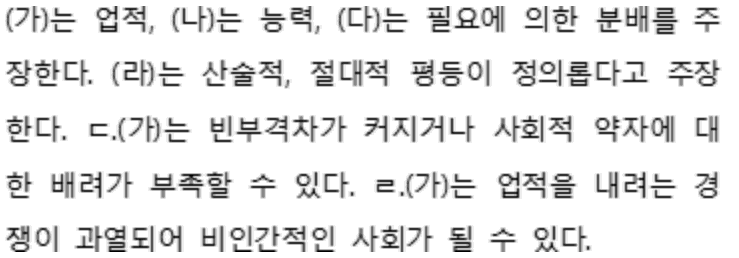 (가)는 업적, (나)는 능력, (다)는 필요에 의한 분배를 주
장한다. (라)는 산술적, 절대적 평등이 정의롭다고 주장
한다. ㄷ.(가)는 빈부격차가 커지거나 사회적 약자에 대
한 배려가 부족할 수 있다. ㄹ.(가)는 업적을 내려는 경
쟁이 과열되어 비인간적인 사회가 될 수 있다.